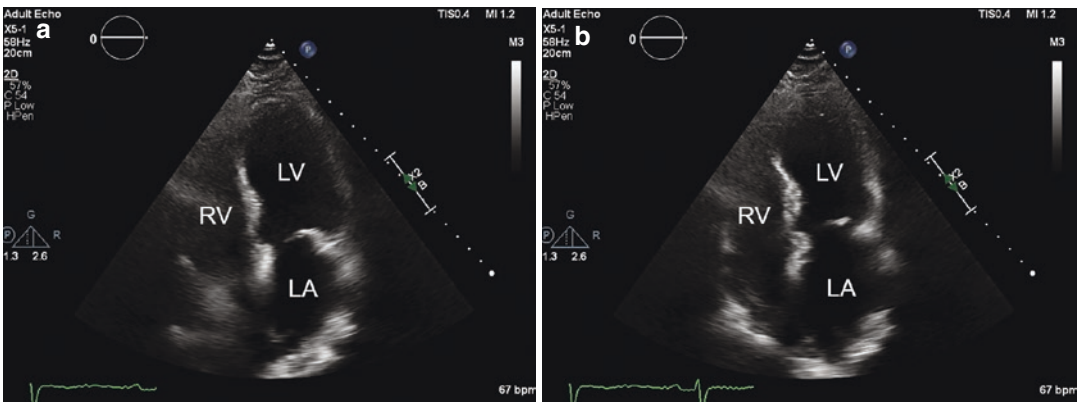 Adult Echo
TIS0.4 MI 1.2
a
X5-1
58Hz
20cm
0
P
M3
2D
57%
C 54
P Low
HPen
X2
B
LV
RV
G
P R
1.3 2.6
LA
67 bpm
Adult Echo
TIS0.4 MI 1.2
b
X5-1
58Hz
20cm
0
P
M3
2D
57%
C 54
P Low
HPen
X2
B
LV
RV
G
P R
1.3 2.6
LA
67 bpm